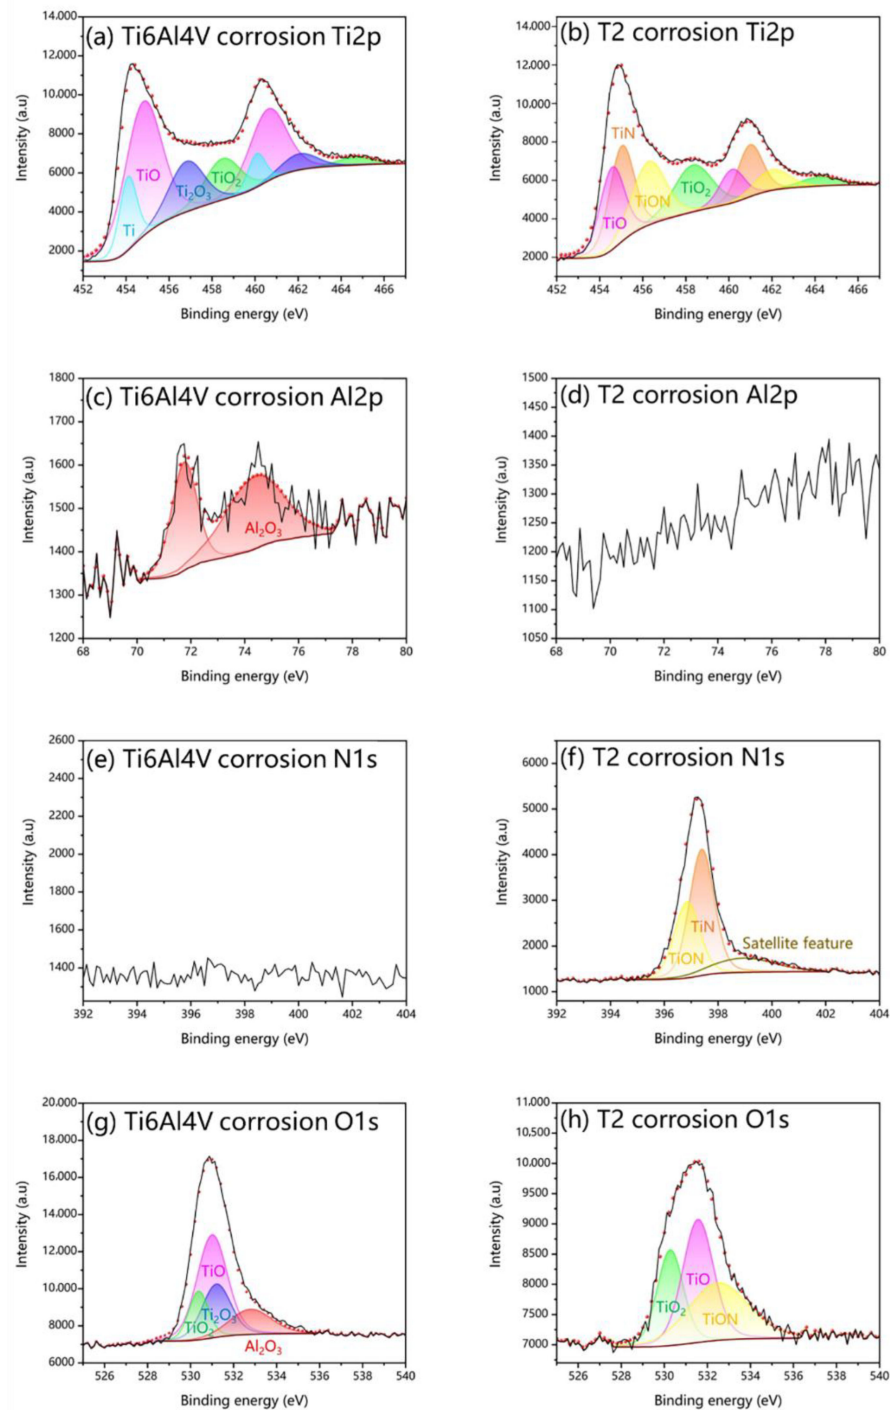 (a) Ti6Al4V corrosion Ti2p
14.000
12.000
10.000
8000
6000
4000
2000
Intensity (a.u)
TiO
Ti
Ti₂O₃
TiO₂
452 454 456 458 460 462 464 466
Binding energy (eV)
(b) T2 corrosion Ti2p
14.000
12.000
10.000
8000
6000
4000
2000
Intensity (a.u)
TiN
TiO
TiON
TiO₂
452 454 456 458 460 462 464 466
Binding energy (eV)
(c) Ti6Al4V corrosion Al2p
1800
1700
1600
1500
1400
1300
1200
Intensity (a.u)
Al₂O₃
68 70 72 74 76 78 80
Binding energy (eV)
(d) T2 corrosion Al2p
1500
1450
1400
1350
1300
1250
1200
1150
1100
1050
Intensity (a.u)
68 70 72 74 76 78 80
Binding energy (eV)
(e) Ti6Al4V corrosion N1s
2600
2400
2200
2000
1800
1600
1400
Intensity (a.u)
392 394 396 398 400 402 404
Binding energy (eV)
(f) T2 corrosion N1s
6000
5000
4000
3000
2000
1000
Intensity (a.u)
TiN
TiON
Satellite feature
392 394 396 398 400 402 404
Binding energy (eV)
(g) Ti6Al4V corrosion O1s
20.000
17.000
14.000
12.000
10.000
8000
6000
Intensity (a.u)
TiO
Ti₂O₃
TiO₂
Al₂O₃
526 528 530 532 534 536 538 540
Binding energy (eV)
(h) T2 corrosion O1s
11.000
10.500
10.000
9500
9000
8500
8000
7500
7000
Intensity (a.u)
TiO₂
TiO
TiON
526 528 530 532 534 536 538 540
Binding energy (eV)